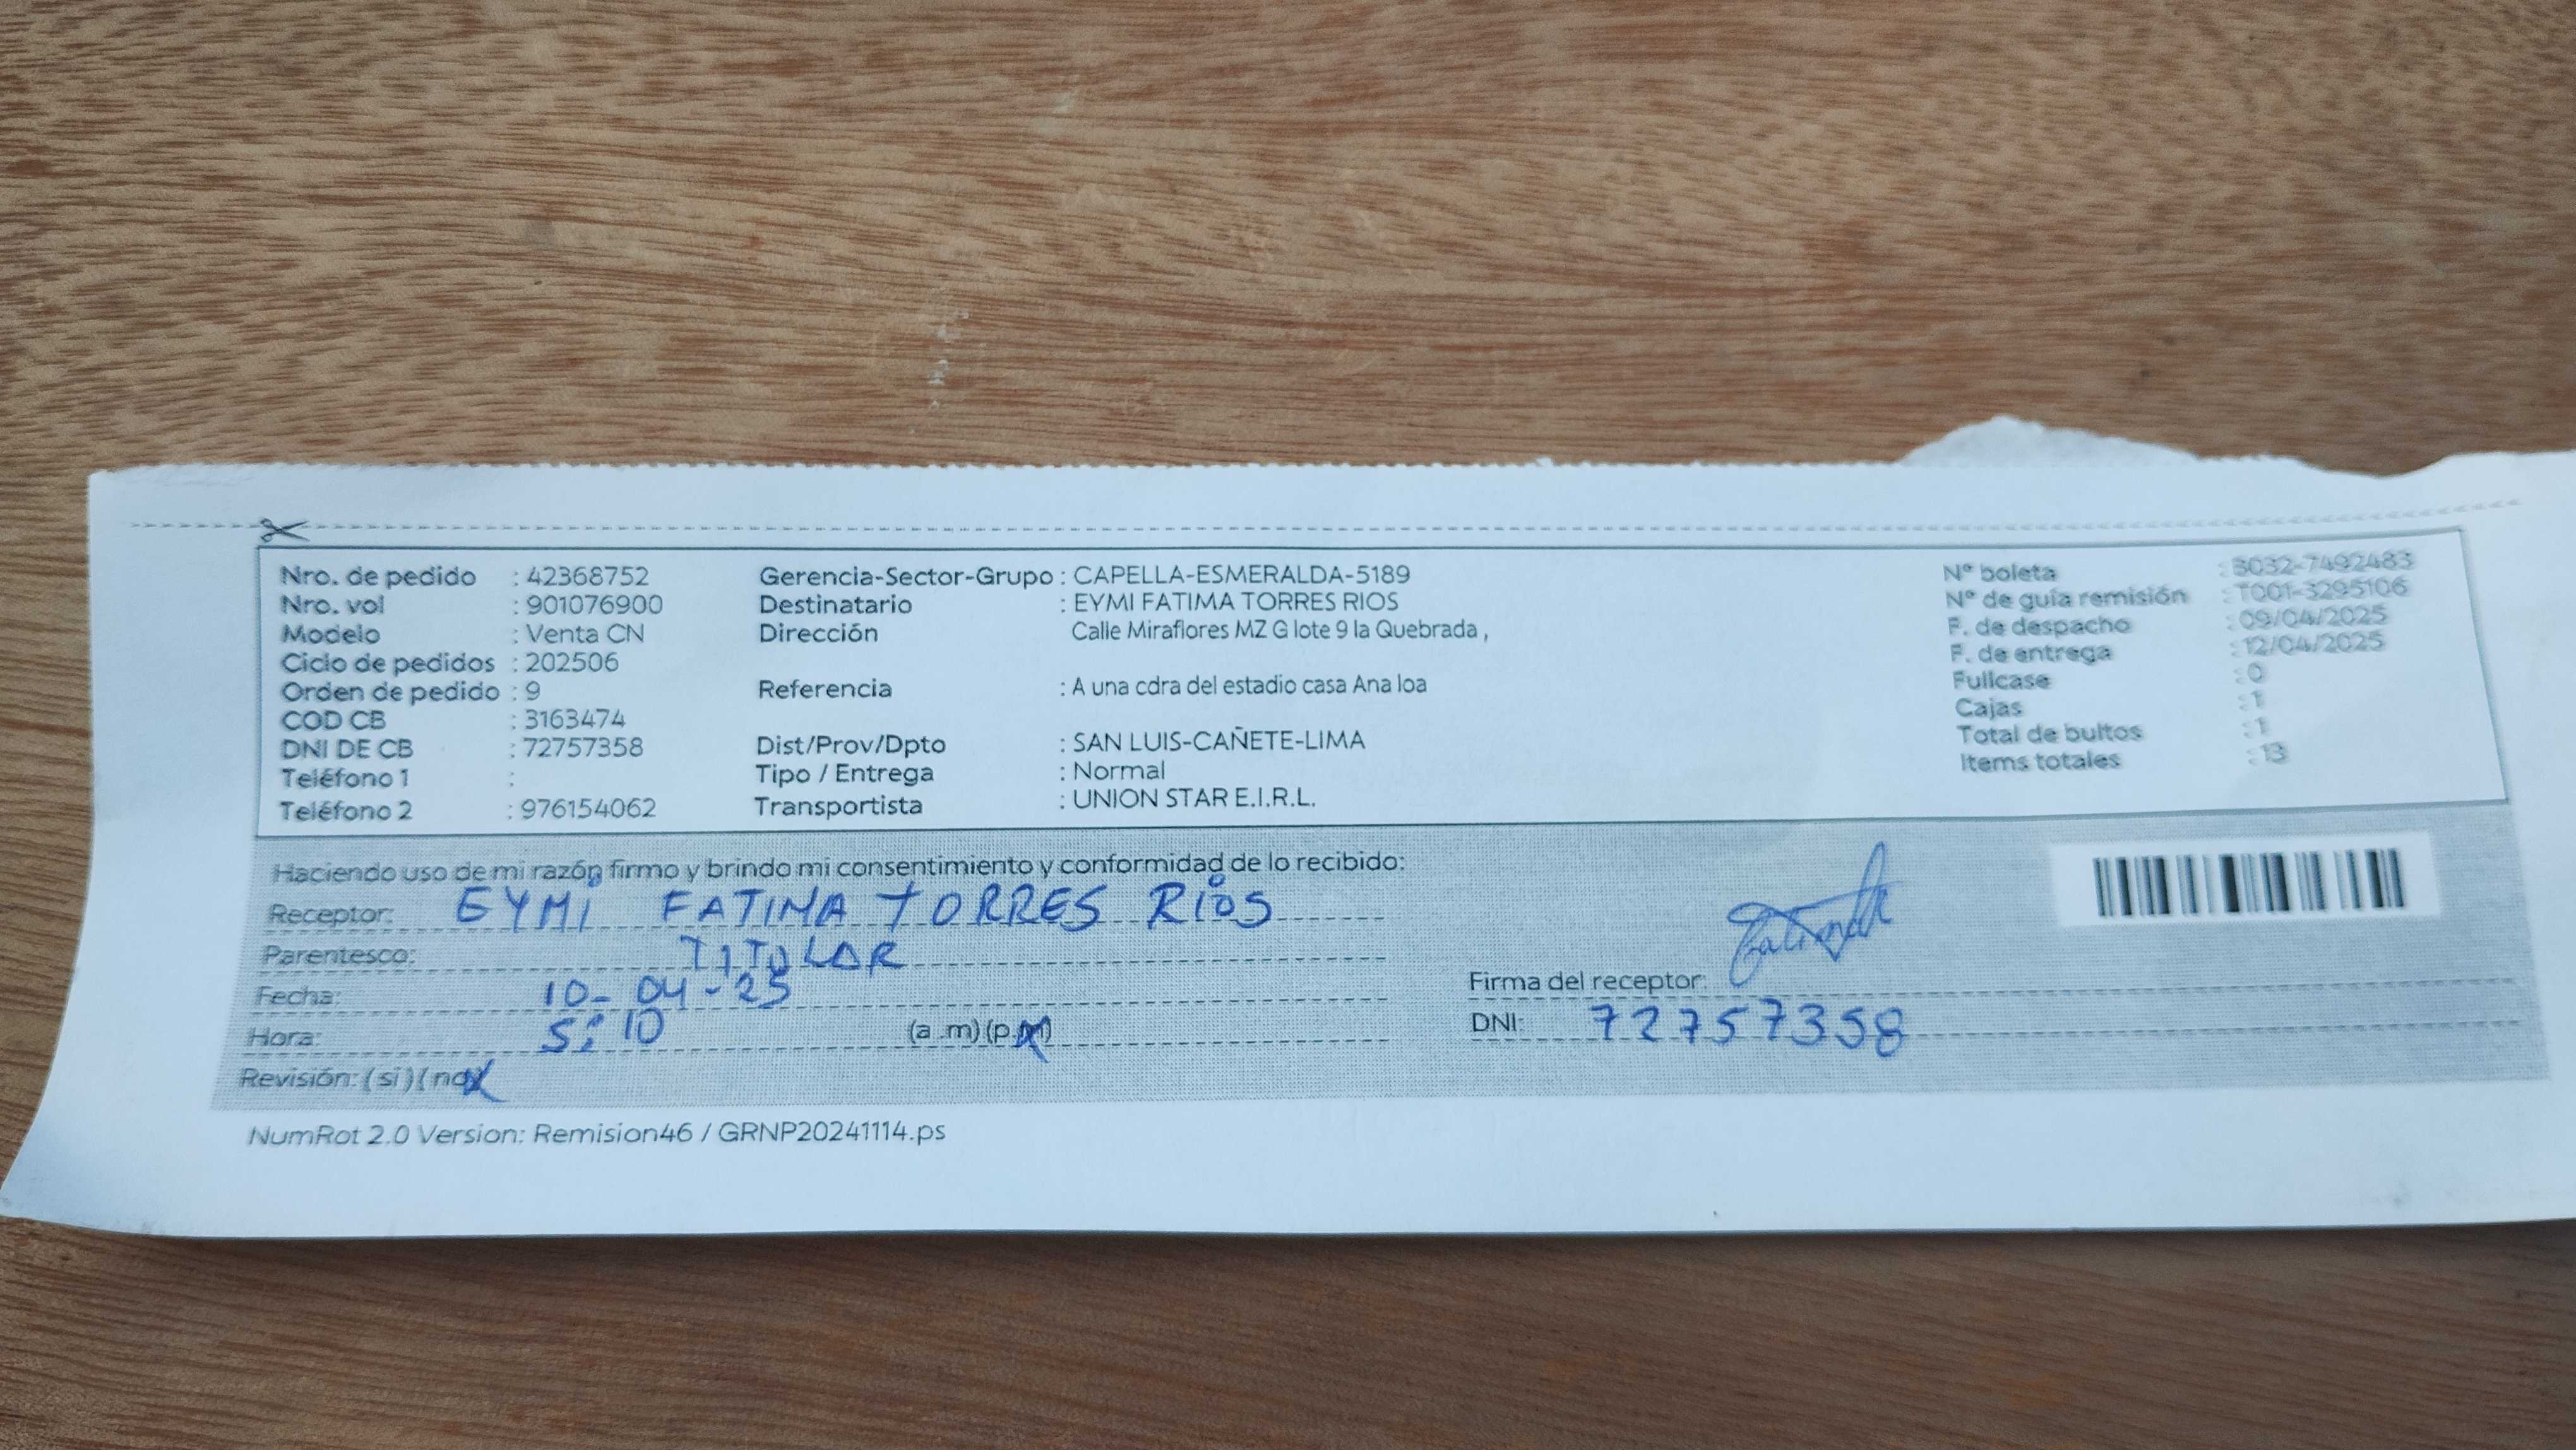 Nro. de pedido : 42368752
Nro. vol : 901076900
Modelo : Venta CN
Ciclo de pedidos : 202506
Orden de pedido : 9
COD CB : 3163474
DNI DE CB : 72757358
Teléfono 1 :
Teléfono 2 : 976154062
Gerencia-Sector-Grupo : CAPELLA-ESMERALDA-5189
Destinatario : EYMI FATIMA TORRES RIOS
Dirección Calle Miraflores MZ G lote 9 la Quebrada ,
Referencia : A una cdra del estadio casa Ana loa
Dist/Prov/Dpto : SAN LUIS-CAÑETE-LIMA
Tipo / Entrega : Normal
Transportista : UNION STAR E.I.R.L.
Nº boleta : B032-7492483
Nº de guía remisión : T001-3295106
F. de despacho : 09/04/2025
F. de entrega : 12/04/2025
Fullcase : 0
Cajas : 1
Total de bultos : 1
Items totales : 13
Haciendo uso de mi razón firmo y brindo mi consentimiento y conformidad de lo recibido:
Receptor: EYMI FATIMA TORRES RIOS
Parentesco: TITULAR
Fecha: 10-04-25
Hora: 5:10 (a .m) (p.m)
Revisión: ( si ) ( no )
Firma del receptor: Fatima
DNI: 72757358
NumRot 2.0 Version: Remision46 / GRNP20241114.ps